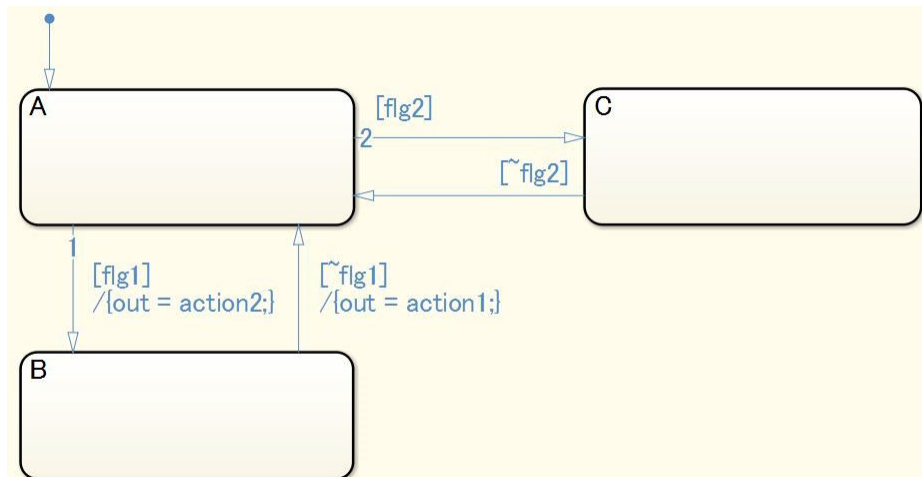 A
[flg2]
C
2
[~flg2]
1
[flg1]
/{out = action2;}
[~flg1]
/{out = action1;}
B